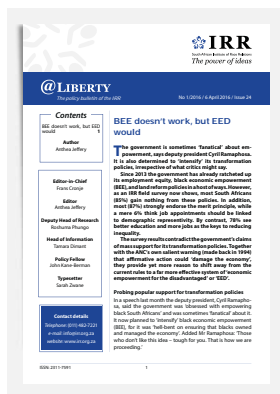 IRR
South African Institute of Race Relations
The power of ideas
@LIBERTY
The policy bulletin of the IRR
No 1/2016 / 6 April 2016 / Issue 24
Contents
BEE doesn't work, but EED
would 1
Author
Anthea Jeffery
Editor-in-Chief
Frans Cronje
Editor
Anthea Jeffery
Deputy Head of Research
Boitumelo Sethlatswe
Head of Information
Tamara Dimant
Policy Fellow
John Kane-Berman
Typesetter
Sarah Zwane
Contact details
Telephone: (011) 482–7221
e-mail: info@irr.org.za
website: www.irr.org.za
BEE doesn't work, but EED
would
The government is sometimes 'fanatical' about em-
powerment, says deputy president Cyril Ramaphosa.
It is also determined to 'intensify' its transformation
policies, irrespective of what critics might say.
Since 2013 the government has already ratcheted up
its employment equity, black economic empowerment
(BEE), and land reform policies in a host of ways. However,
as an IRR field survey now shows, most South Africans
(85%) gain nothing from these policies. In addition,
most (87%) strongly endorse the merit principle, while
a mere 6% think job appointments should be linked
to demographic representivity. By contrast, 78% see
better education and more jobs as the keys to reducing
inequality.
The survey results contradict the government's claims
of mass support for its transformation policies. Together
with the ANC's own salient warning (made back in 1994)
that affirmative action could 'damage the economy',
they provide yet more reason to shift away from the
current rules to a far more effective system of 'economic
empowerment for the disadvantaged' or 'EED'.
Probing popular support for transformation policies
In a speech last month the deputy president, Cyril Ramapho-
sa, said the government was 'obsessed with empowering
black South Africans' and was sometimes 'fanatical' about it.
It now planned to 'intensify' black economic empowerment
(BEE), for it was 'hell-bent on ensuring that blacks owned
and managed the economy'. Added Mr Ramaphosa: 'Those
who don't like this idea – tough for you. That is how we are
proceeding.'
ISSN: 2311-7591
1